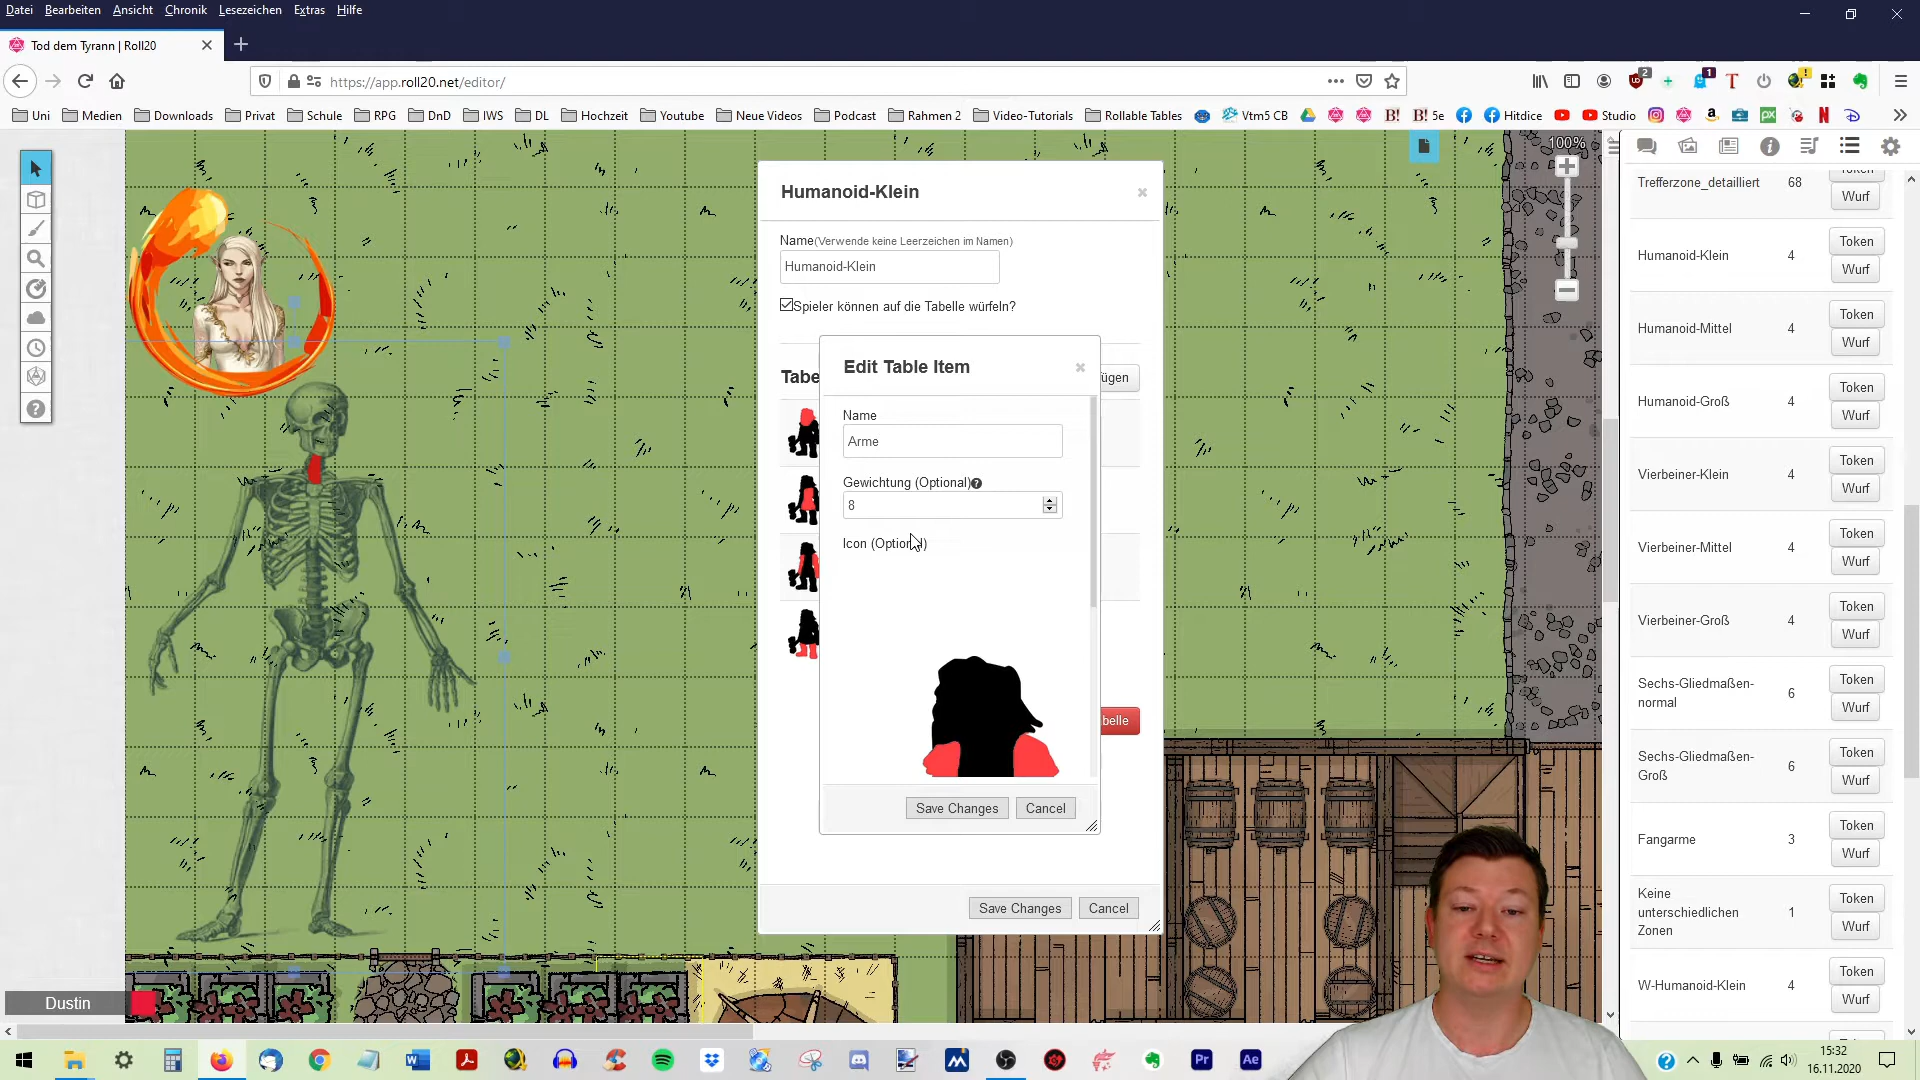 Datei Bearbeiten Ansicht Chronik Lesezeichen Extras Hilfe
Tod dem Tyrann | Roll20
https://app.roll20.net/editor/
Uni Medien Downloads Privat Schule RPG DnD IWS DL Hochzeit Youtube Neue Videos Podcast Rahmen 2 Video-Tutorials Rollable Tables Vtm5 CB B! B! 5e Hitdice Studio
100%
Humanoid-Klein
Name(Verwende keine Leerzeichen im Namen)
Humanoid-Klein
Spieler können auf die Tabelle würfeln?
Edit Table Item
Name
Arme
Gewichtung (Optional)
8
Icon (Optional)
Save Changes Cancel
Save Changes Cancel
Trefferzone_detailliert 68 Token
Wurf
Humanoid-Klein 4 Token
Wurf
Humanoid-Mittel 4 Token
Wurf
Humanoid-Groß 4 Token
Wurf
Vierbeiner-Klein 4 Token
Wurf
Vierbeiner-Mittel 4 Token
Wurf
Vierbeiner-Groß 4 Token
Wurf
Sechs-Gliedmaßen-
normal 6 Token
Wurf
Sechs-Gliedmaßen-
Groß 6 Token
Wurf
Fangarme 3 Token
Wurf
Keine
unterschiedlichen
Zonen 1 Token
Wurf
W-Humanoid-Klein 4 Token
Wurf
Dustin
15:32
16.11.2020